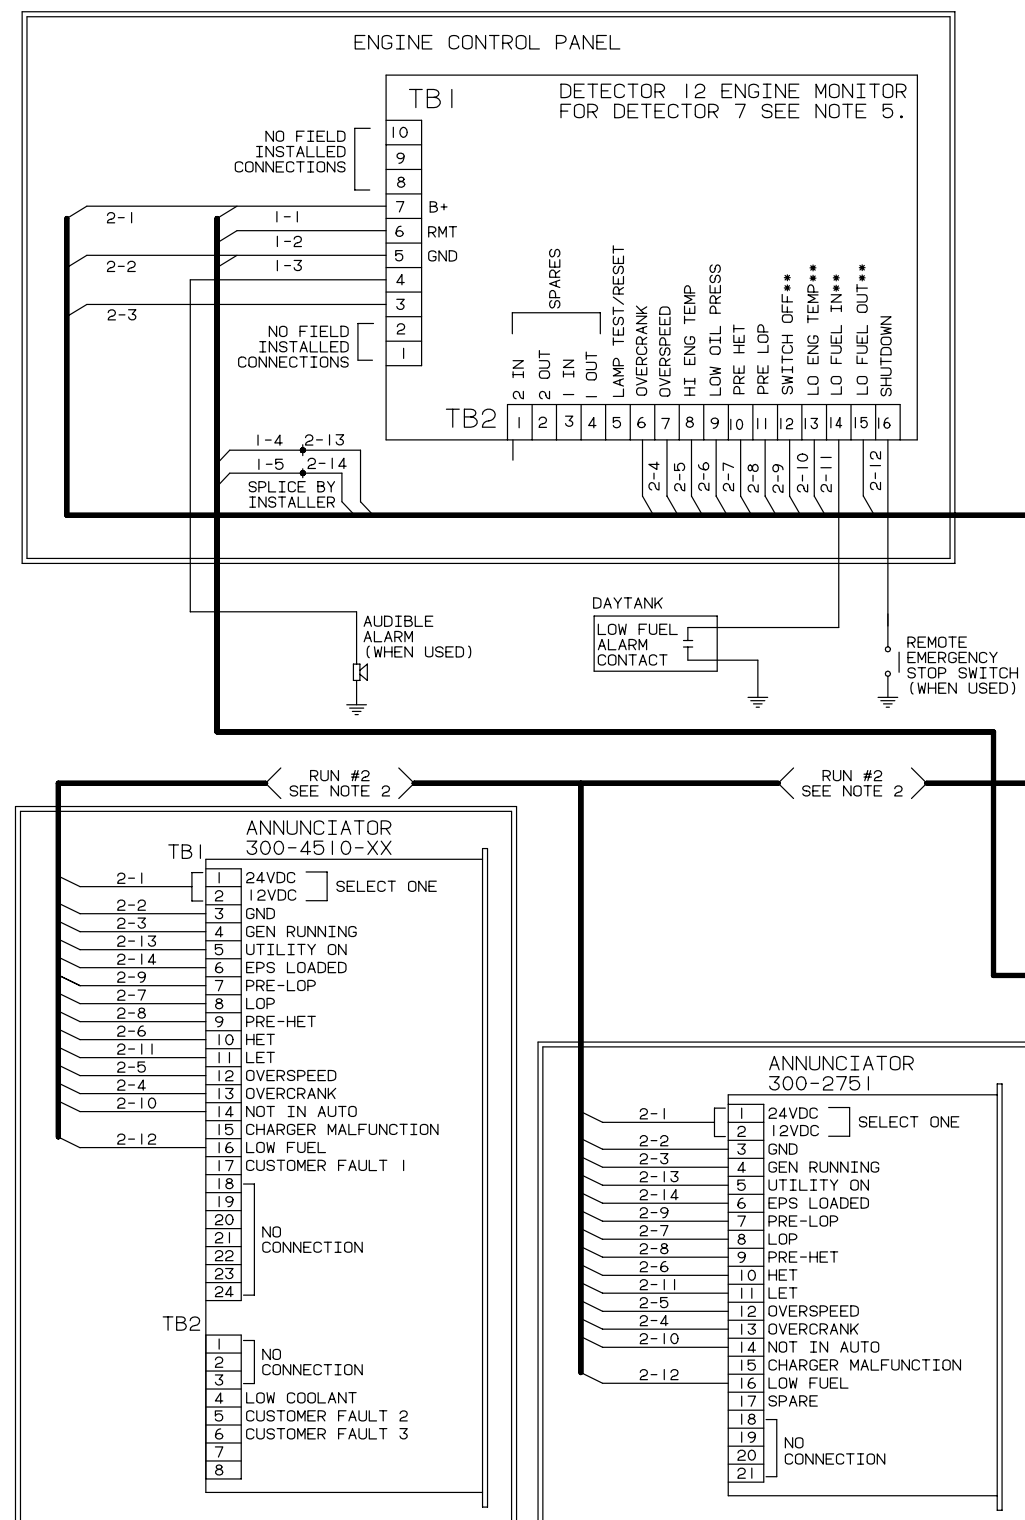 ENGINE CONTROL PANEL
TB1
DETECTOR 12 ENGINE MONITOR
FOR DETECTOR 7 SEE NOTE 5.
NO FIELD
INSTALLED
CONNECTIONS
10
9
8
7 B+
6 RMT
5 GND
4
3
2
1
2-1
2-2
2-3
1-1
1-2
1-3
NO FIELD
INSTALLED
CONNECTIONS
SPARES
2 IN
2 OUT
1 IN
1 OUT
LAMP TEST/RESET
OVERCRANK
OVERSPEED
HI ENG TEMP
LOW OIL PRESS
PRE HET
PRE LOP
SWITCH OFF**
LO ENG TEMP**
LO FUEL IN**
LO FUEL OUT**
SHUTDOWN
TB2
1 2 3 4 5 6 7 8 9 10 11 12 13 14 15 16
1-4 2-13
1-5 2-14
SPLICE BY
INSTALLER
2-4
2-5
2-6
2-7
2-8
2-9
2-10
2-11
2-12
AUDIBLE
ALARM
(WHEN USED)
DAYTANK
LOW FUEL
ALARM
CONTACT
REMOTE
EMERGENCY
STOP SWITCH
(WHEN USED)
RUN #2
SEE NOTE 2
RUN #2
SEE NOTE 2
ANNUNCIATOR
300-4510-XX
TB1
2-1 1 24VDC
2 12VDC
SELECT ONE
2-2 3 GND
2-3 4 GEN RUNNING
2-13 5 UTILITY ON
2-14 6 EPS LOADED
2-9 7 PRE-LOP
2-7 8 LOP
2-8 9 PRE-HET
2-6 10 HET
2-11 11 LET
2-5 12 OVERSPEED
2-4 13 OVERCRANK
2-10 14 NOT IN AUTO
15 CHARGER MALFUNCTION
2-12 16 LOW FUEL
17 CUSTOMER FAULT 1
18
19
20
21
22
23
24
NO
CONNECTION
TB2
1
2
3
NO
CONNECTION
4 LOW COOLANT
5 CUSTOMER FAULT 2
6 CUSTOMER FAULT 3
7
8
ANNUNCIATOR
300-2751
2-1 1 24VDC
2 12VDC
SELECT ONE
2-2 3 GND
2-3 4 GEN RUNNING
2-13 5 UTILITY ON
2-14 6 EPS LOADED
2-9 7 PRE-LOP
2-7 8 LOP
2-8 9 PRE-HET
2-6 10 HET
2-11 11 LET
2-5 12 OVERSPEED
2-4 13 OVERCRANK
2-10 14 NOT IN AUTO
15 CHARGER MALFUNCTION
2-12 16 LOW FUEL
17 SPARE
18
19
20
21
NO
CONNECTION